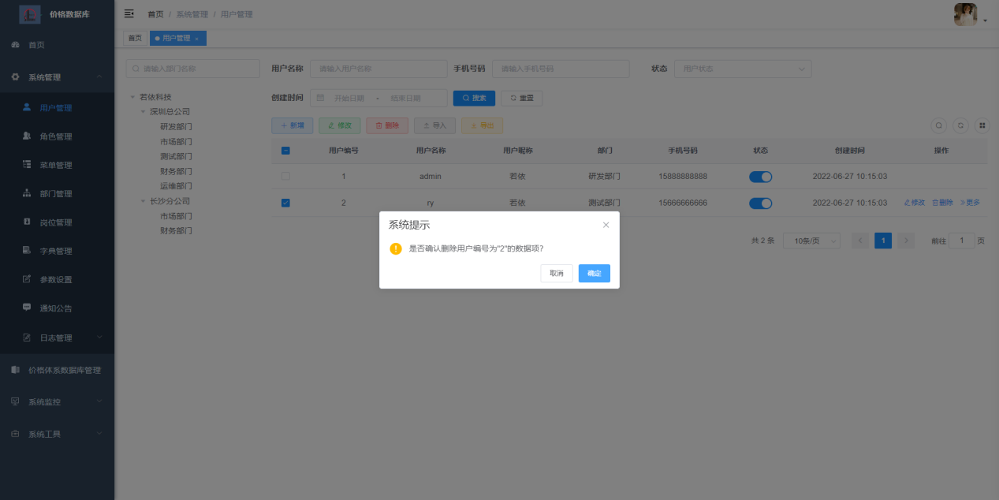 价格数据库
首页
系统管理
用户管理
角色管理
菜单管理
部门管理
岗位管理
字典管理
参数设置
通知公告
日志管理
价格体系数据库管理
系统监控
系统工具
首页 / 系统管理 / 用户管理
首页 用户管理 ×
请输入部门名称
若依科技
深圳总公司
研发部门
市场部门
测试部门
财务部门
运维部门
长沙分公司
市场部门
财务部门
用户名称 请输入用户名称 手机号码 请输入手机号码 状态 用户状态
创建时间 开始日期 - 结束日期 搜索 重置
新增 修改 删除 导入 导出
用户编号 用户名称 用户昵称 部门 手机号码 状态 创建时间 操作
1 admin 若依 研发部门 15888888888 2022-06-27 10:15:03
2 ry 若依 测试部门 15666666666 2022-06-27 10:15:03 修改 删除 更多
共 2 条 10条/页 1 前往 1 页
系统提示
是否确认删除用户编号为"2"的数据项?
取消 确定